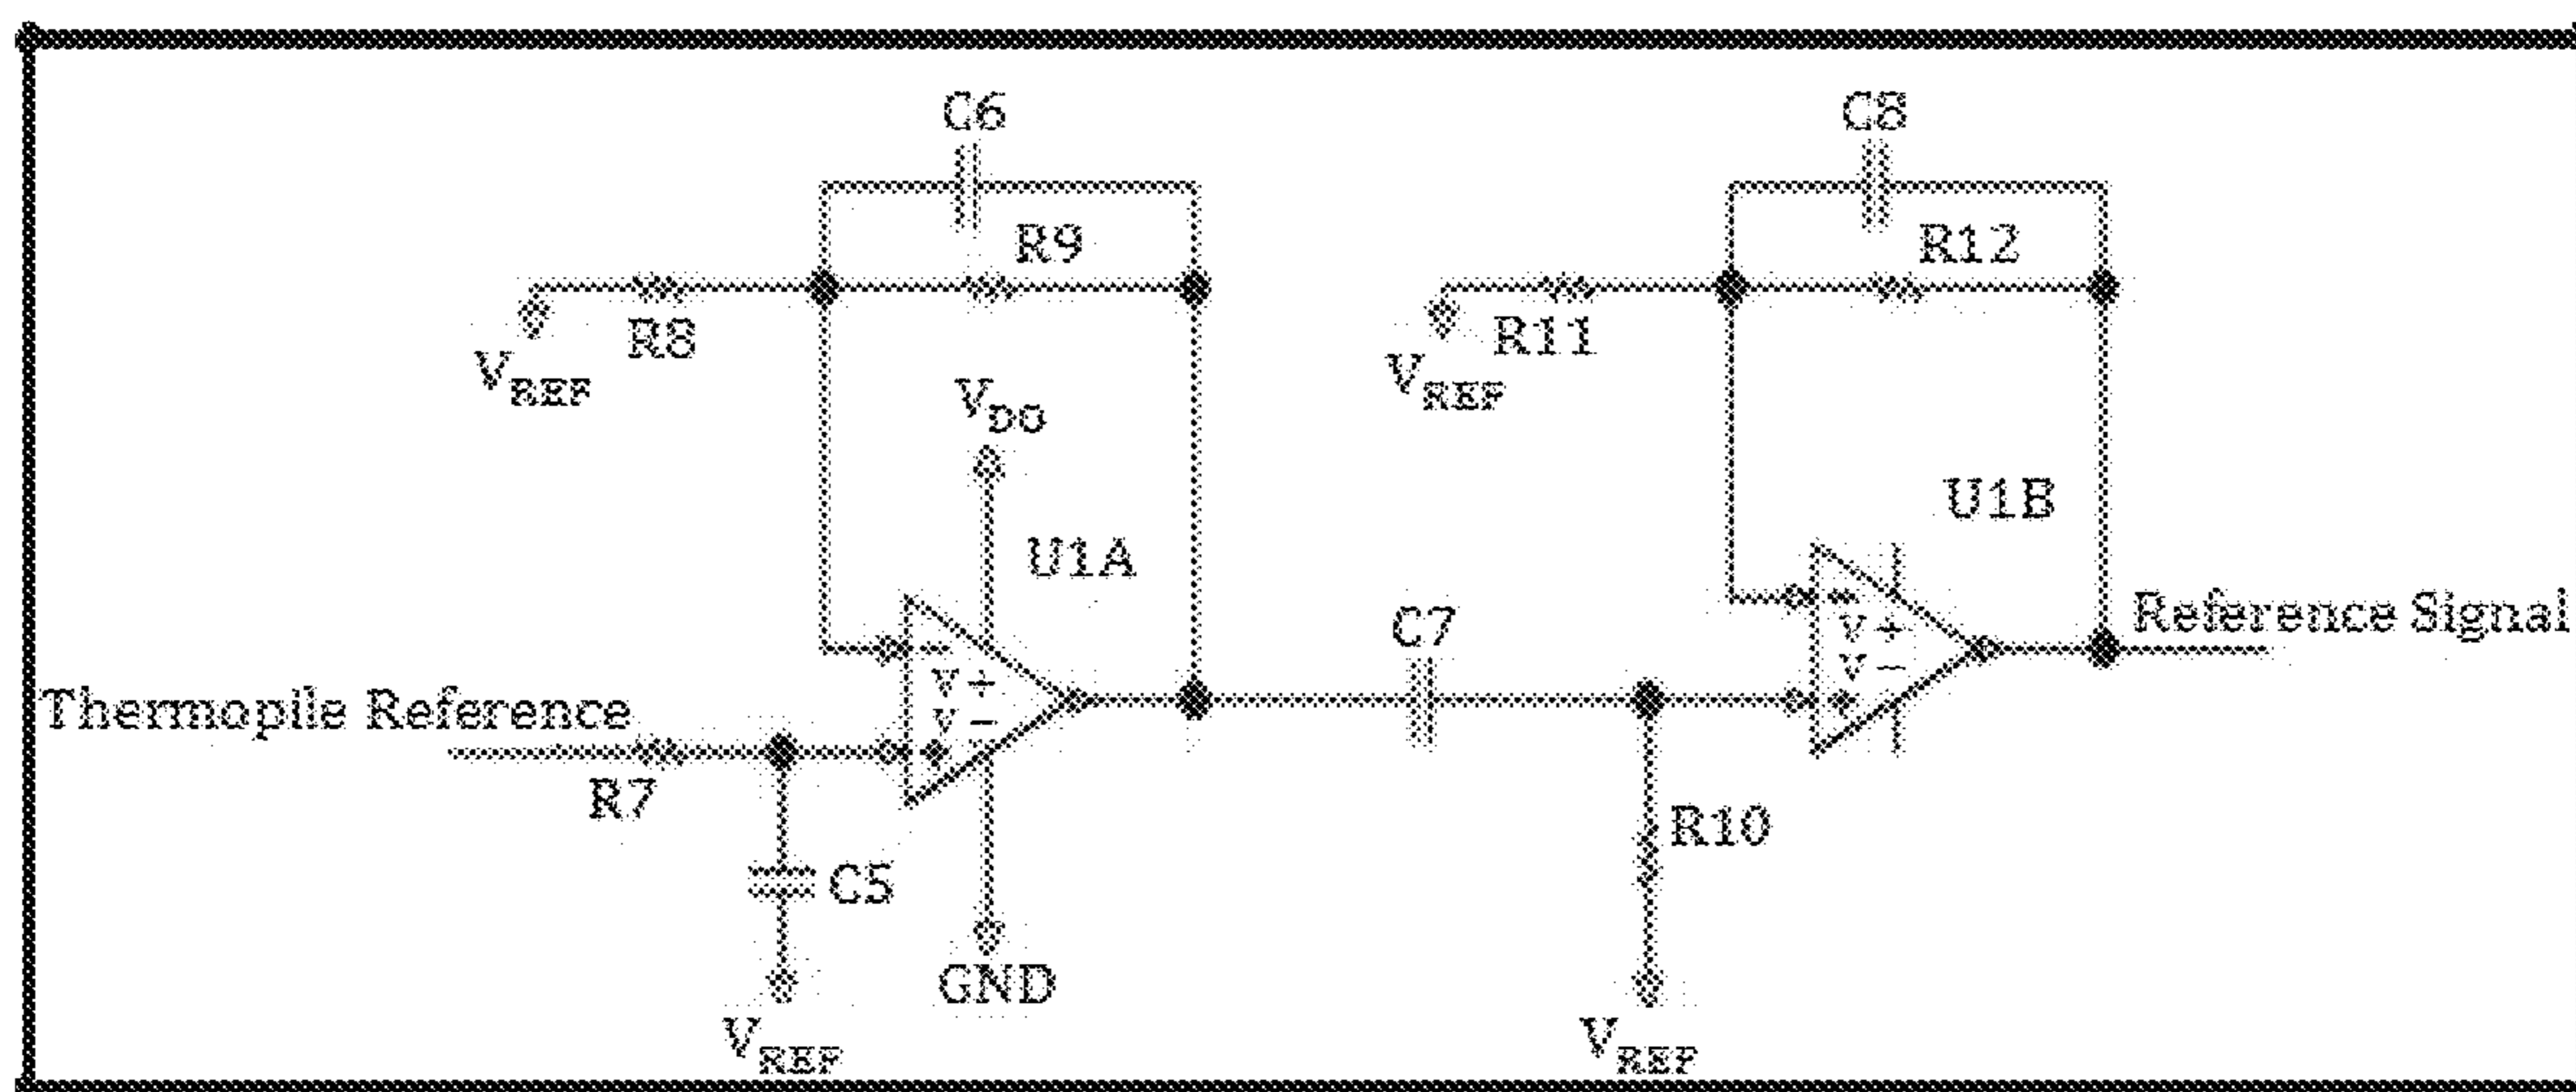 C6
C8
R9
R12
R8
R11
VREF
VREF
VDO
U1B
U1A
V+
V-
C7
Reference Signal
V+
V-
Thermopile Reference
R7
R10
C5
GND
VREF
VREF